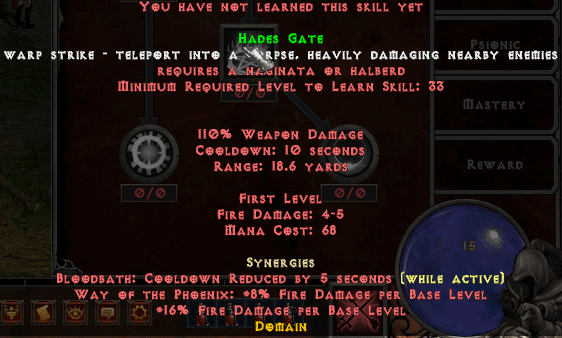 You have not learned this skill yet
Hades Gate
Warp Strike - teleport into a corpse, heavily damaging nearby enemies
requires a naginata or halberd
Minimum Required Level to Learn Skill: 33
0/0
110% Weapon Damage
Cooldown: 10 seconds
Range: 18.6 yards
0/0
0/0
First Level
Fire Damage: 4-5
Mana Cost: 68
Synergies
Bloodbath: Cooldown Reduced by 5 seconds (while active)
Way of the Phoenix: +8% Fire Damage per Base Level
+16% Fire Damage per Base Level
Domain
Psionic
Mastery
Reward
15